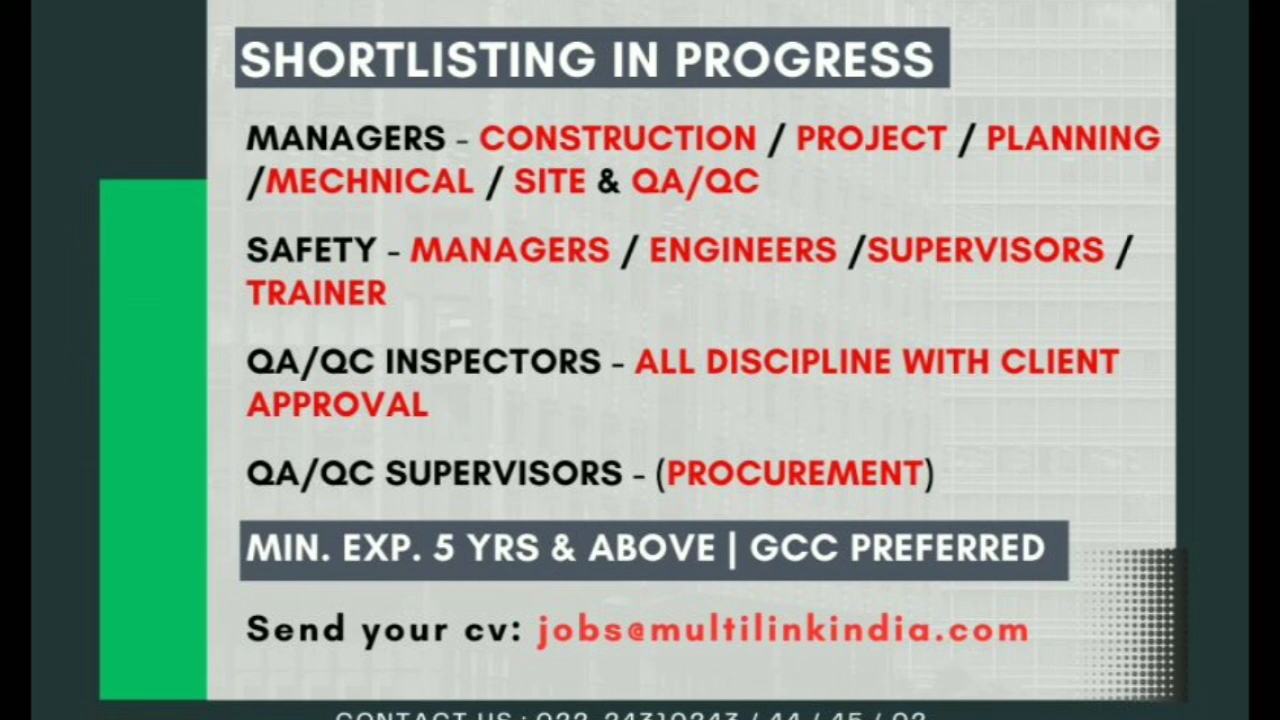 SHORTLISTING IN PROGRESS
MANAGERS - CONSTRUCTION / PROJECT / PLANNING
/MECHNICAL / SITE & QA/QC
SAFETY - MANAGERS / ENGINEERS /SUPERVISORS /
TRAINER
QA/QC INSPECTORS - ALL DISCIPLINE WITH CLIENT
APPROVAL
QA/QC SUPERVISORS - (PROCUREMENT)
MIN. EXP. 5 YRS & ABOVE | GCC PREFERRED
Send your cv: jobs@multilinkindia.com
CONTACT US :